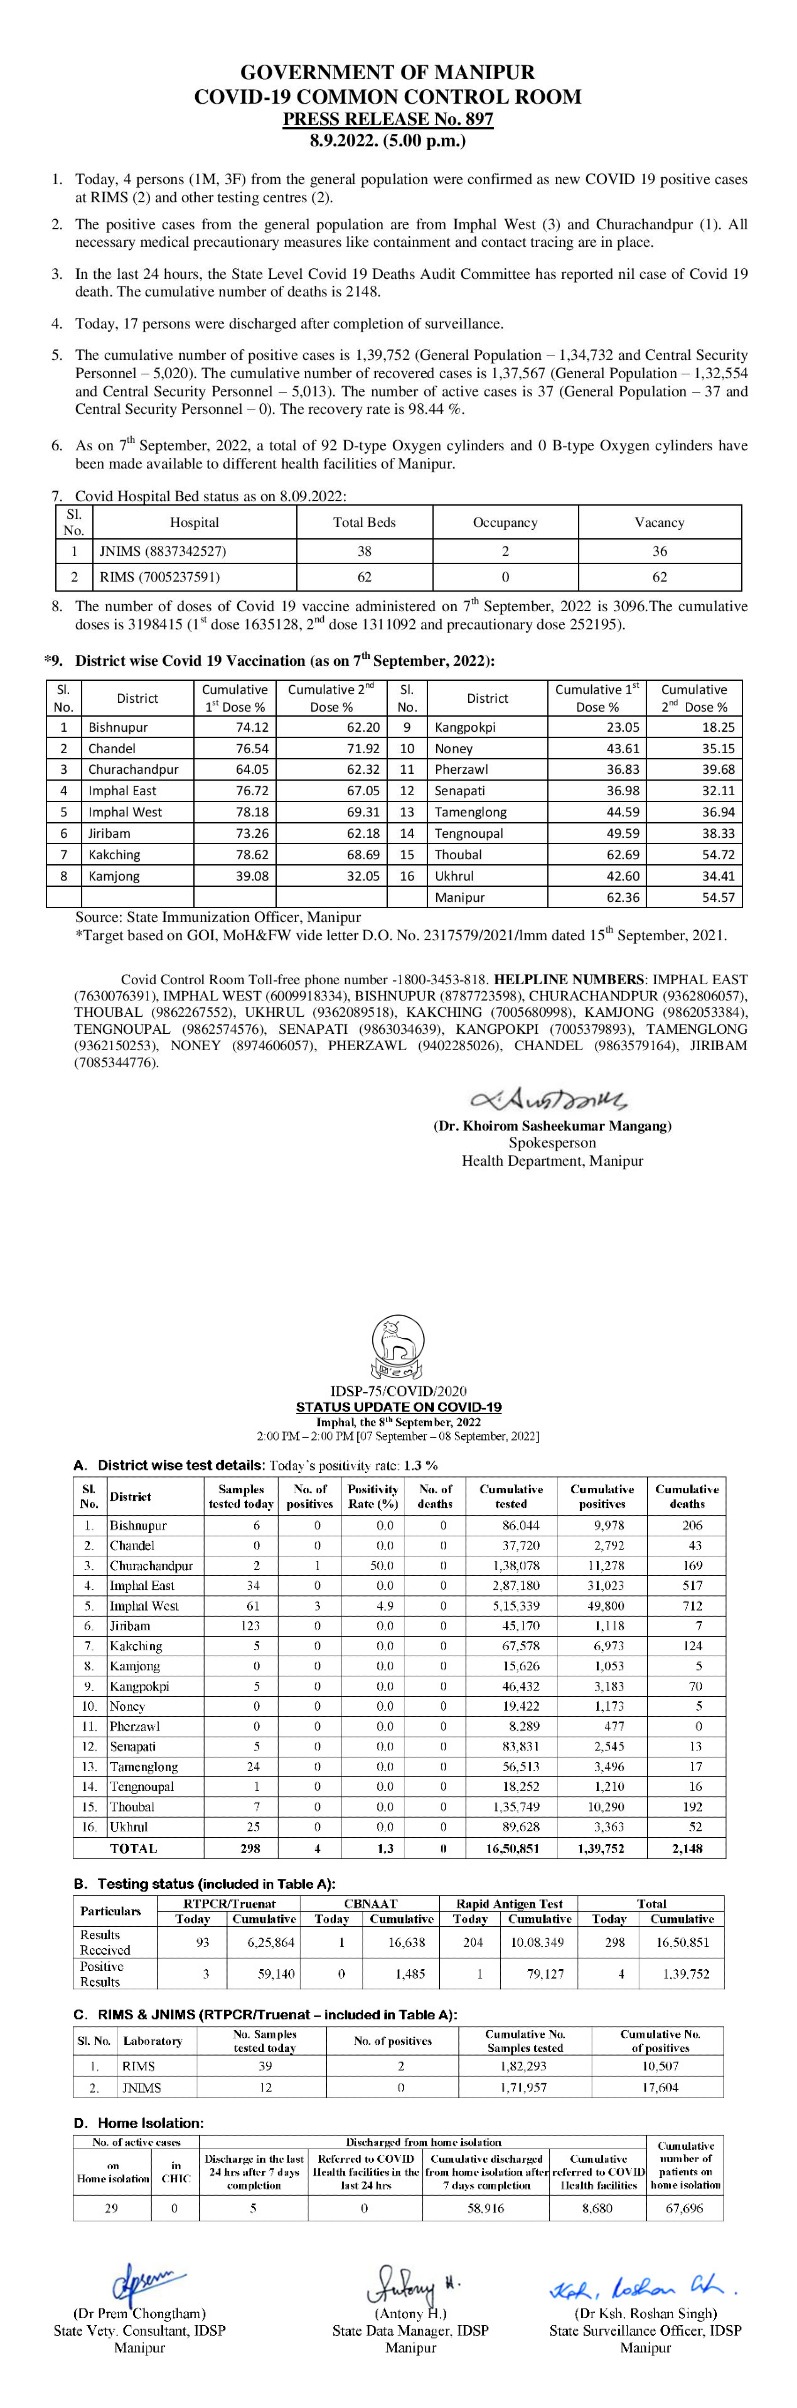 GOVERNMENT OF MANIPUR
COVID-19 COMMON CONTROL ROOM
PRESS RELEASE No. 897
8.9.2022. (5.00 p.m.)
1. Today, 4 persons (1M, 3F) from the general population were confirmed as new COVID 19 positive cases
at RIMS (2) and other testing centres (2).
2. The positive cases from the general population are from Imphal West (3) and Churachandpur (1). All
necessary medical precautionary measures like containment and contact tracing are in place.
3. In the last 24 hours, the State Level Covid 19 Deaths Audit Committee has reported nil case of Covid 19
death. The cumulative number of deaths is 2148.
4. Today, 17 persons were discharged after completion of surveillance.
5. The cumulative number of positive cases is 1,39,752 (General Population – 1,34,732 and Central Security
Personnel – 5,020). The cumulative number of recovered cases is 1,37,567 (General Population – 1,32,554
and Central Security Personnel – 5,013). The number of active cases is 37 (General Population – 37 and
Central Security Personnel – 0). The recovery rate is 98.44 %.
6. As on 7th September, 2022, a total of 92 D-type Oxygen cylinders and 0 B-type Oxygen cylinders have
been made available to different health facilities of Manipur.
7. Covid Hospital Bed status as on 8.09.2022:
Sl. No. Hospital Total Beds Occupancy Vacancy
1 JNIMS (8837342527) 38 2 36
2 RIMS (7005237591) 62 0 62
8. The number of doses of Covid 19 vaccine administered on 7th September, 2022 is 3096.The cumulative
doses is 3198415 (1st dose 1635128, 2nd dose 1311092 and precautionary dose 252195).
*9. District wise Covid 19 Vaccination (as on 7th September, 2022):
Sl. No. District Cumulative 1st Dose % Cumulative 2nd Dose % Sl. No. District Cumulative 1st Dose % Cumulative 2nd Dose %
1 Bishnupur 74.12 62.20 9 Kangpokpi 23.05 18.25
2 Chandel 76.54 71.92 10 Noney 43.61 35.15
3 Churachandpur 64.05 62.32 11 Pherzawl 36.83 39.68
4 Imphal East 76.72 67.05 12 Senapati 36.98 32.11
5 Imphal West 78.18 69.31 13 Tamenglong 44.59 36.94
6 Jiribam 73.26 62.18 14 Tengnoupal 49.59 38.33
7 Kakching 78.62 68.69 15 Thoubal 62.69 54.72
8 Kamjong 39.08 32.05 16 Ukhrul 42.60 34.41
Manipur 62.36 54.57
Source: State Immunization Officer, Manipur
*Target based on GOI, MoH&FW vide letter D.O. No. 2317579/2021/lmm dated 15th September, 2021.
Covid Control Room Toll-free phone number -1800-3453-818. HELPLINE NUMBERS: IMPHAL EAST
(7630076391), IMPHAL WEST (6009918334), BISHNUPUR (8787723598), CHURACHANDPUR (9362806057),
THOUBAL (9862267552), UKHRUL (9362089518), KAKCHING (7005680998), KAMJONG (9862053384),
TENGNOUPAL (9862574576), SENAPATI (9863034639), KANGPOKPI (7005379893), TAMENGLONG
(9362150253), NONEY (8974606057), PHERZAWL (9402285026), CHANDEL (9863579164), JIRIBAM
(7085344776).
(Dr. Khoirom Sasheekumar Mangang)
Spokesperson
Health Department, Manipur
IDSP-75/COVID/2020
STATUS UPDATE ON COVID-19
Imphal, the 8th September, 2022
2:00 PM – 2:00 PM [07 September – 08 September, 2022]
A. District wise test details: Today's positivity rate: 1.3 %
Sl. No. District Samples tested today No. of positives Positivity Rate (%) No. of deaths Cumulative tested Cumulative positives Cumulative deaths
1. Bishnupur 6 0 0.0 0 86,044 9,978 206
2. Chandel 0 0 0.0 0 37,720 2,792 43
3. Churachandpur 2 1 50.0 0 1,38,078 11,278 169
4. Imphal East 34 0 0.0 0 2,87,180 31,023 517
5. Imphal West 61 3 4.9 0 5,15,339 49,800 712
6. Jiribam 123 0 0.0 0 45,170 1,118 7
7. Kakching 5 0 0.0 0 67,578 6,973 124
8. Kamjong 0 0 0.0 0 15,626 1,053 5
9. Kangpokpi 5 0 0.0 0 46,432 3,183 70
10. Noney 0 0 0.0 0 19,422 1,173 5
11. Pherzawl 0 0 0.0 0 8,289 477 0
12. Senapati 5 0 0.0 0 83,831 2,545 13
13. Tamenglong 24 0 0.0 0 56,513 3,496 17
14. Tengnoupal 1 0 0.0 0 18,252 1,210 16
15. Thoubal 7 0 0.0 0 1,35,749 10,290 192
16. Ukhrul 25 0 0.0 0 89,628 3,363 52
TOTAL 298 4 1.3 0 16,50,851 1,39,752 2,148
B. Testing status (included in Table A):
Particulars RTPCR/Truenat CBNAAT Rapid Antigen Test Total
Today Cumulative Today Cumulative Today Cumulative Today Cumulative
Results Received 93 6,25,864 1 16,638 204 10,08,349 298 16,50,851
Positive Results 3 59,140 0 1,485 1 79,127 4 1,39,752
C. RIMS & JNIMS (RTPCR/Truenat – included in Table A):
Sl. No. Laboratory No. Samples tested today No. of positives Cumulative No. Samples tested Cumulative No. of positives
1. RIMS 39 2 1,82,293 10,507
2. JNIMS 12 0 1,71,957 17,604
D. Home Isolation:
No. of active cases Discharged from home isolation Cumulative number of patients on home isolation
on Home isolation in CHIC Discharge in the last 24 hrs after 7 days completion Referred to COVID Health facilities in the last 24 hrs Cumulative discharged from home isolation after 7 days completion Cumulative referred to COVID Health facilities
29 0 5 0 58,916 8,680 67,696
Antony H.
Ksh, Roshan
(Dr Prem Chongtham) (Antony H.) (Dr Ksh. Roshan Singh)
State Vety. Consultant, IDSP State Data Manager, IDSP State Surveillance Officer, IDSP
Manipur Manipur Manipur